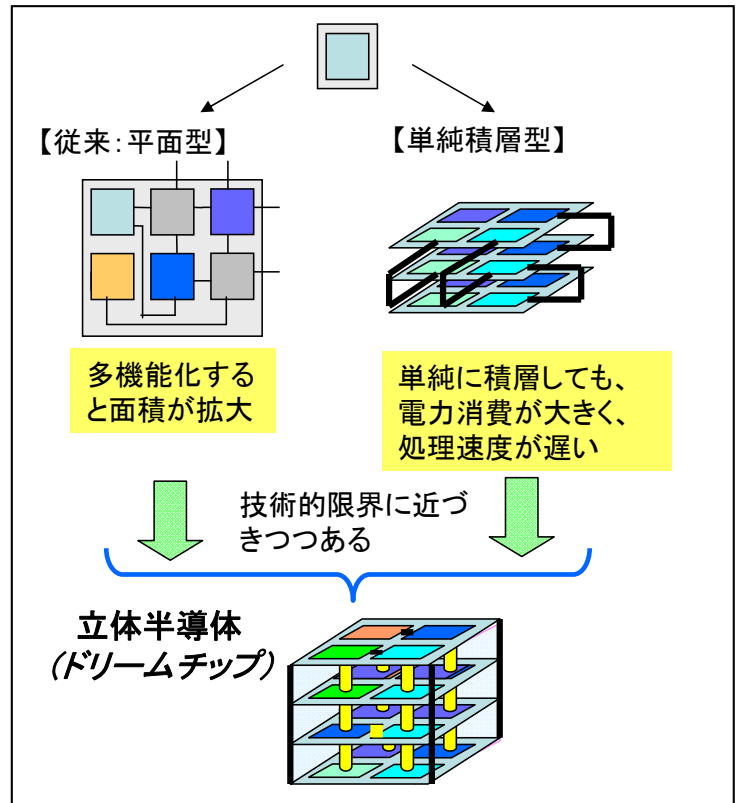 【従来:平面型】
【単純積層型】
多機能化する
と面積が拡大
単純に積層しても、
電力消費が大きく、
処理速度が遅い
技術的限界に近づ
きつつある
立体半導体
(ドリームチップ)